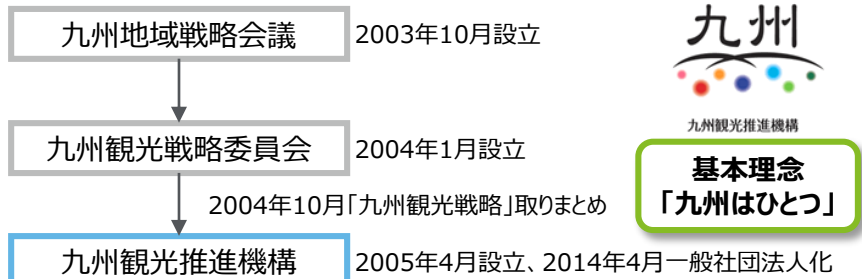 九州地域戦略会議 2003年10月設立
九州
九州観光推進機構
九州観光戦略委員会 2004年1月設立
基本理念
「九州はひとつ」
2004年10月「九州観光戦略」取りまとめ
九州観光推進機構 2005年4月設立、2014年4月一般社団法人化